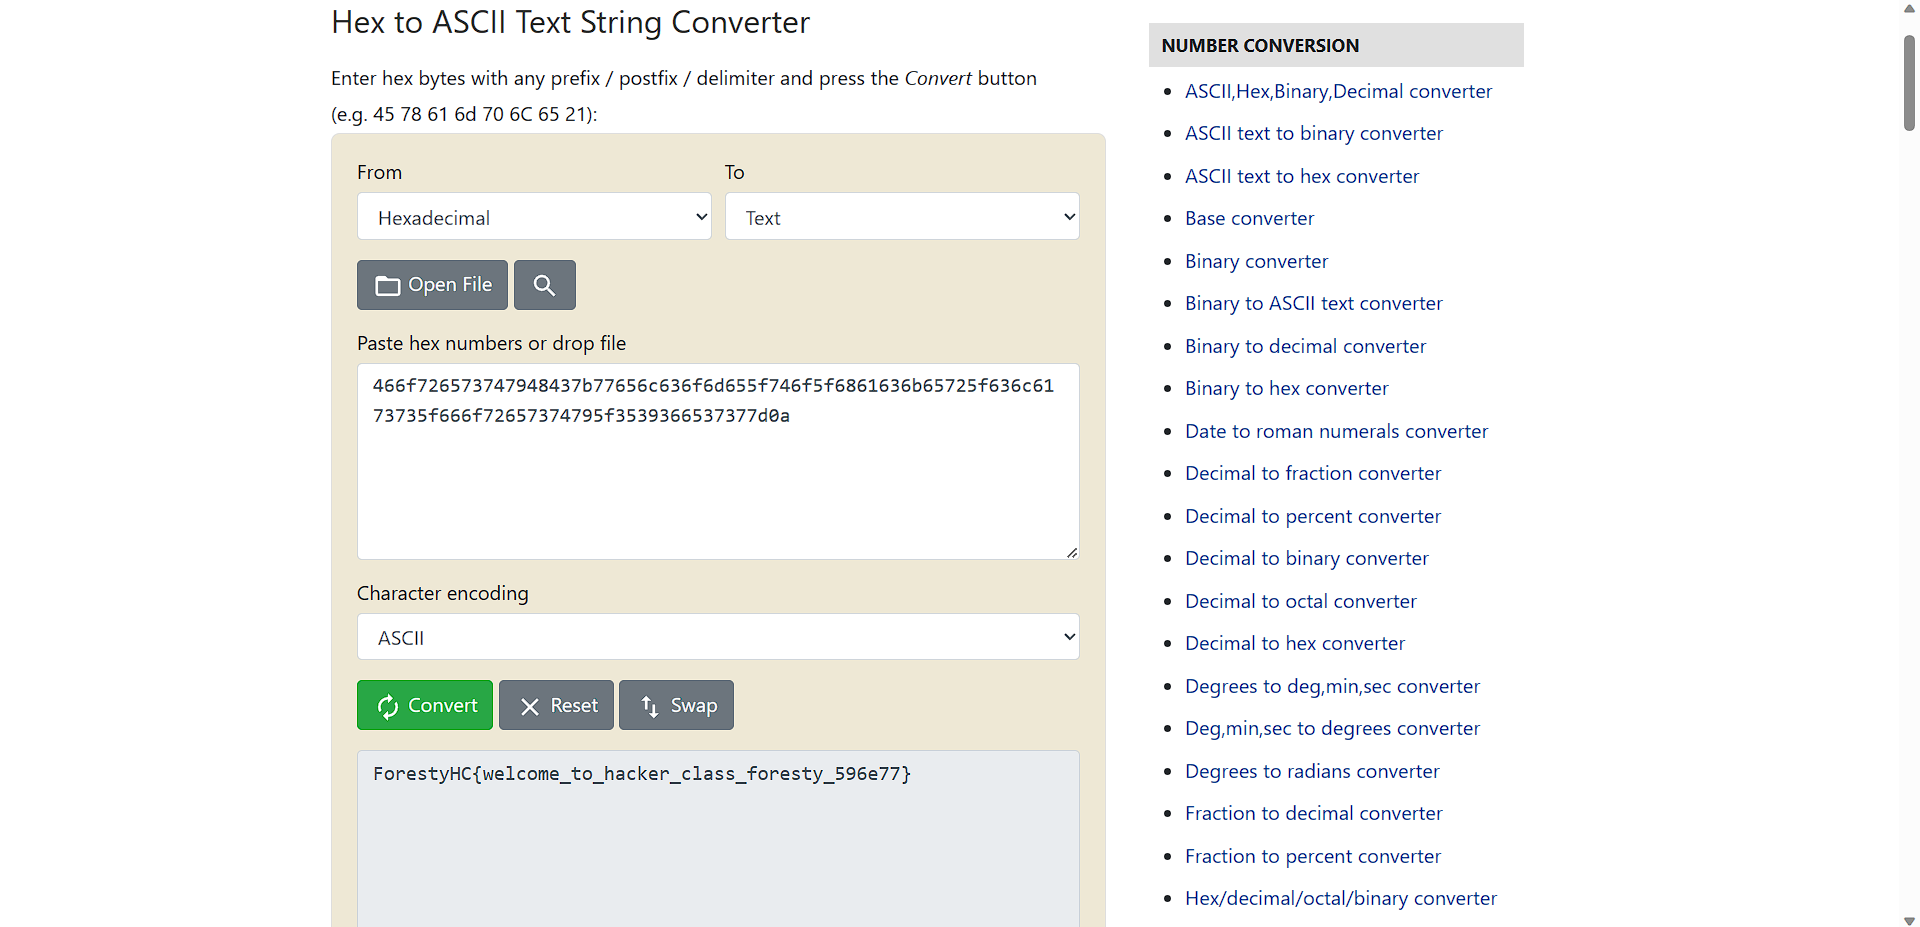 Hex to ASCII Text String Converter
Enter hex bytes with any prefix / postfix / delimiter and press the Convert button
(e.g. 45 78 61 6d 70 6C 65 21):
From
To
Hexadecimal
Text
Open File
Paste hex numbers or drop file
466f726573747948437b77656c636f6d655f746f5f6861636b65725f636c61
73735f666f72657374795f3539366537377d0a
Character encoding
ASCII
Convert
Reset
Swap
ForestyHC{welcome_to_hacker_class_foresty_596e77}
NUMBER CONVERSION
ASCII,Hex,Binary,Decimal converter
ASCII text to binary converter
ASCII text to hex converter
Base converter
Binary converter
Binary to ASCII text converter
Binary to decimal converter
Binary to hex converter
Date to roman numerals converter
Decimal to fraction converter
Decimal to percent converter
Decimal to binary converter
Decimal to octal converter
Decimal to hex converter
Degrees to deg,min,sec converter
Deg,min,sec to degrees converter
Degrees to radians converter
Fraction to decimal converter
Fraction to percent converter
Hex/decimal/octal/binary converter